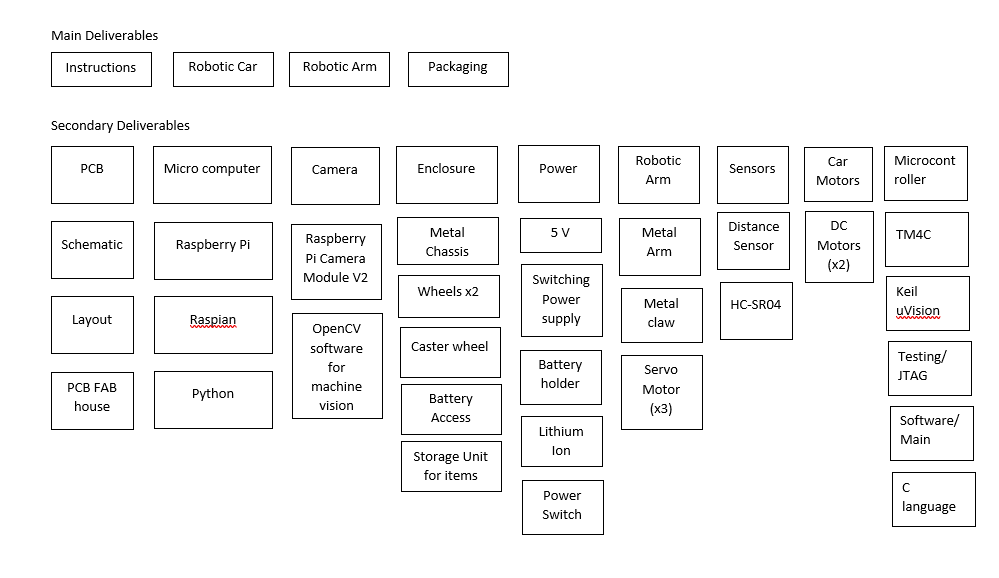 Main Deliverables
Instructions
Robotic Car
Robotic Arm
Packaging
Secondary Deliverables
PCB
Schematic
Layout
PCB FAB
house
Micro computer
Raspberry Pi
Raspian
Python
Camera
Raspberry
Pi Camera
Module V2
OpenCV
software
for
machine
vision
Enclosure
Metal
Chassis
Wheels x2
Caster wheel
Battery
Access
Storage Unit
for items
Power
5 V
Switching
Power
supply
Battery
holder
Lithium
Ion
Power
Switch
Robotic
Arm
Metal
Arm
Metal
claw
Servo
Motor
(x3)
Sensors
Distance
Sensor
HC-SR04
Car
Motors
DC
Motors
(x2)
Microcont
roller
TM4C
Keil
uVision
Testing/
JTAG
Software/
Main
C
language